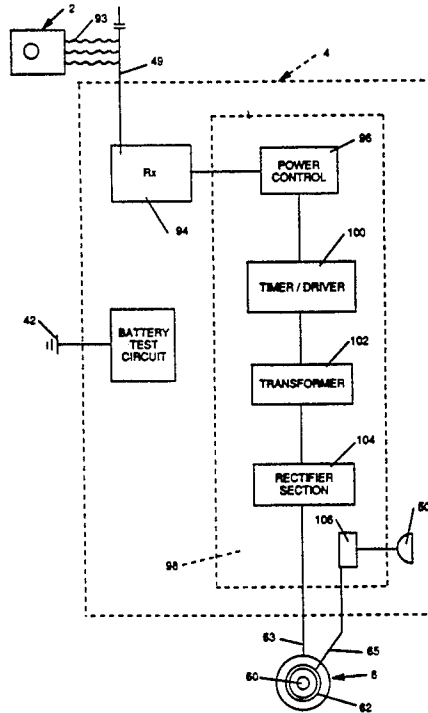 2
93
49
4
Rx
94
POWER
CONTROL
96
100
TIMER / DRIVER
42
BATTERY
TEST
CIRCUIT
102
TRANSFORMER
104
RECTIFIER
SECTION
106
98
63
65
60
6
62